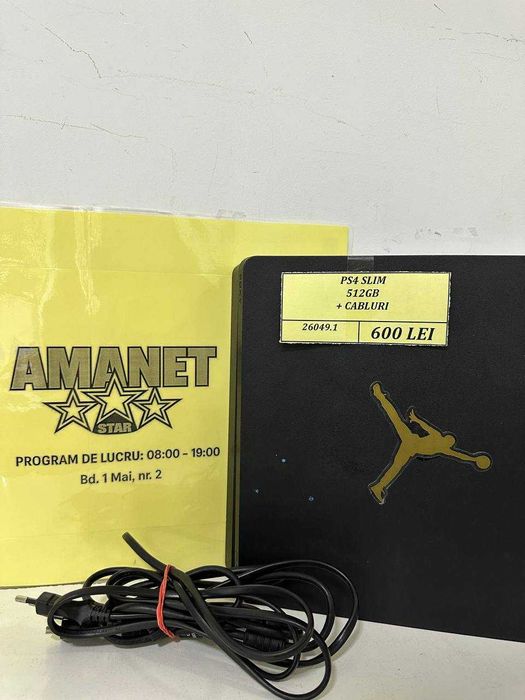 AMANET
STAR
PROGRAM DE LUCRU: 08:00 - 19:00
Bd. 1 Mai, nr. 2
PS4 SLIM
512GB
+ CABLURI
26049.1
600 LEI